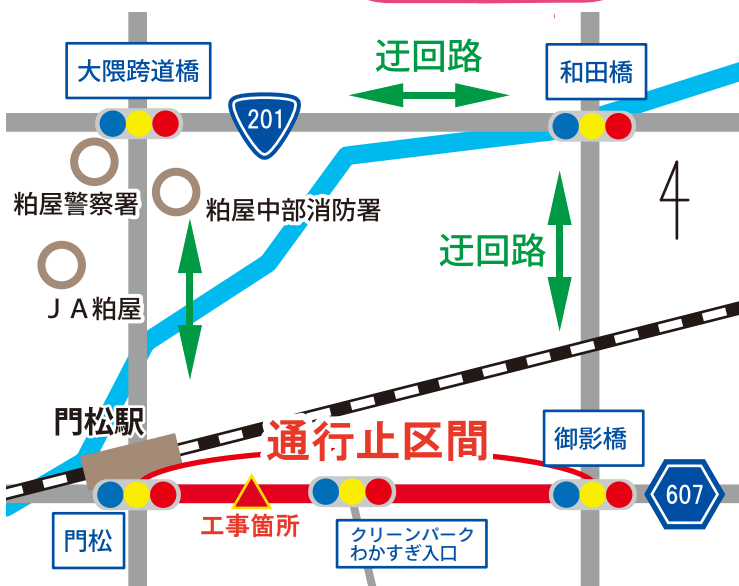 大隈跨道橋
迂回路
和田橋
201
粕屋警察署
粕屋中部消防署
迂回路
JA粕屋
門松駅
通行止区間
御影橋
607
工事箇所
門松
クリーンパーク
わかすぎ入口